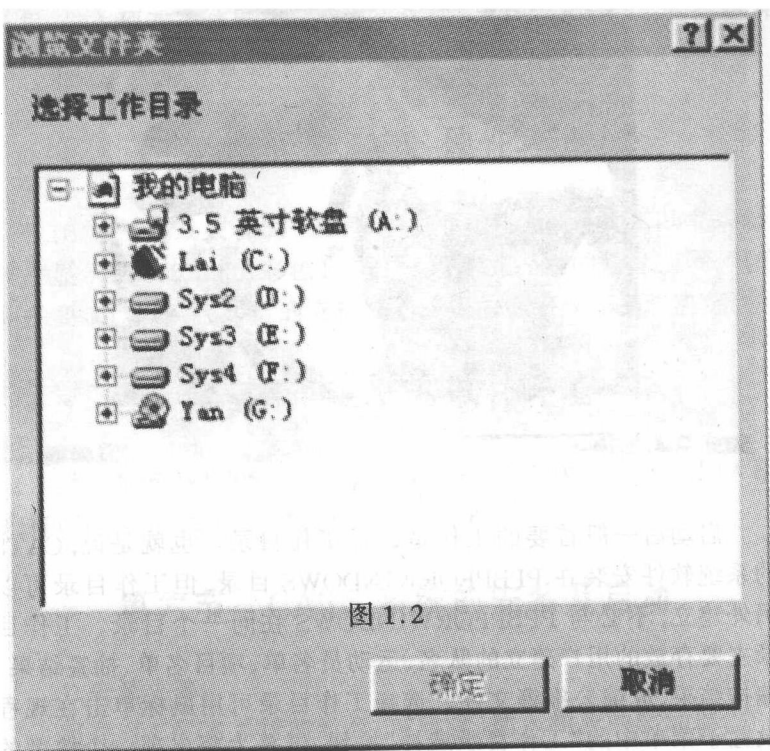 浏览文件夹
选择工作目录
我的电脑
3.5 英寸软盘 (A:)
Lai (C:)
Sys2 (D:)
Sys3 (E:)
Sys4 (F:)
Yan (G:)
图 1.2
确定
取消